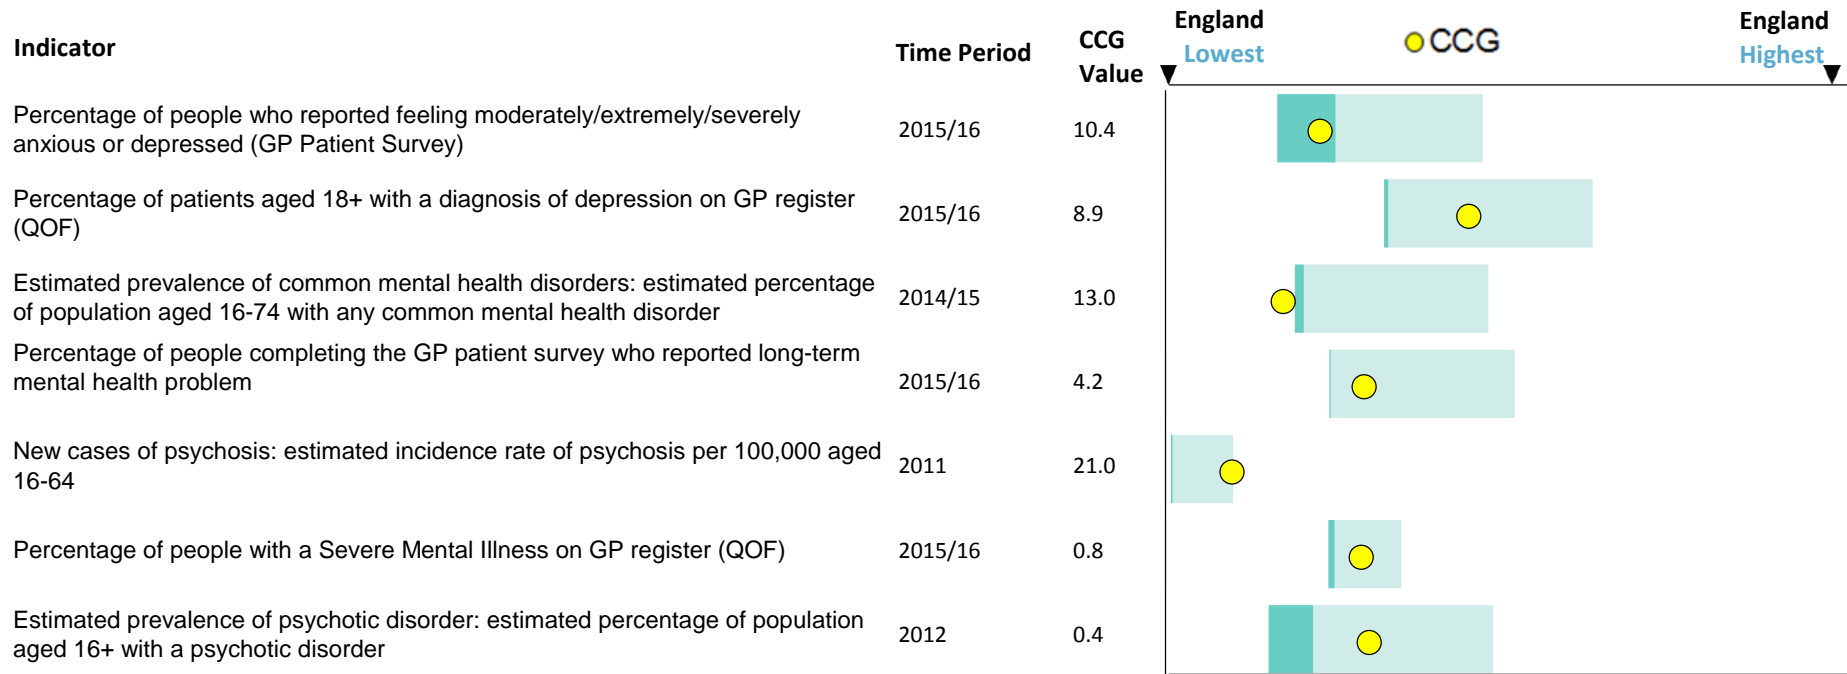 Indicator
Time Period
CCG
Value
England
Lowest
CCG
England
Highest
Percentage of people who reported feeling moderately/extremely/severely
anxious or depressed (GP Patient Survey)
2015/16
10.4
Percentage of patients aged 18+ with a diagnosis of depression on GP register
(QOF)
2015/16
8.9
Estimated prevalence of common mental health disorders: estimated percentage
of population aged 16-74 with any common mental health disorder
2014/15
13.0
Percentage of people completing the GP patient survey who reported long-term
mental health problem
2015/16
4.2
New cases of psychosis: estimated incidence rate of psychosis per 100,000 aged
16-64
2011
21.0
Percentage of people with a Severe Mental Illness on GP register (QOF)
2015/16
0.8
Estimated prevalence of psychotic disorder: estimated percentage of population
aged 16+ with a psychotic disorder
2012
0.4